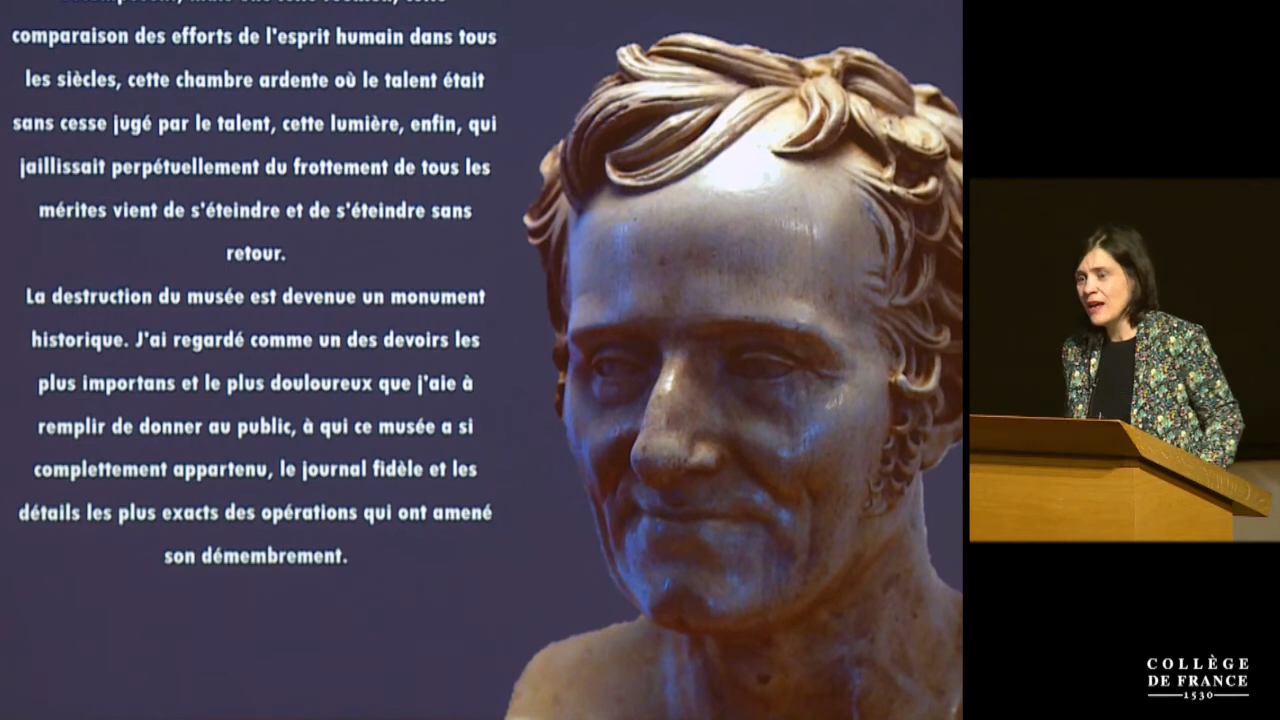 comparaison des efforts de l'esprit humain dans tous
les siècles, cette chambre ardente où le talent était
sans cesse jugé par le talent, cette lumière, enfin, qui
jaillissait perpétuellement du frottement de tous les
mérites vient de s'éteindre et de s'éteindre sans
retour.
La destruction du musée est devenue un monument
historique. J'ai regardé comme un des devoirs les
plus importans et le plus douloureux que j'aie à
remplir de donner au public, à qui ce musée a si
complettement appartenu, le journal fidèle et les
détails les plus exacts des opérations qui ont amené
son démembrement.
COLLÈGE
DE FRANCE
1530